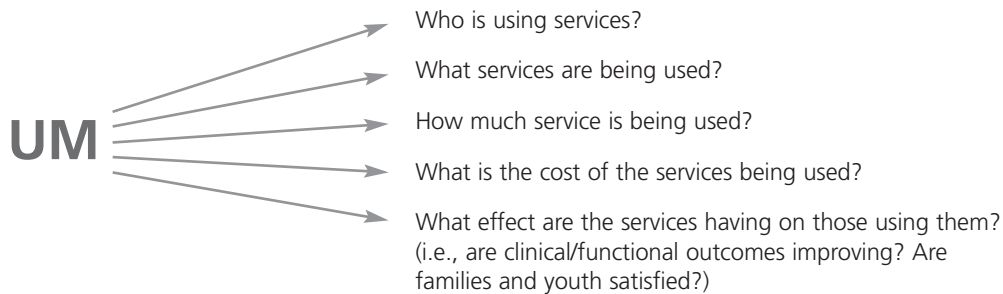 UM
Who is using services?
What services are being used?
How much service is being used?
What is the cost of the services being used?
What effect are the services having on those using them?
(i.e., are clinical/functional outcomes improving? Are
families and youth satisfied?)